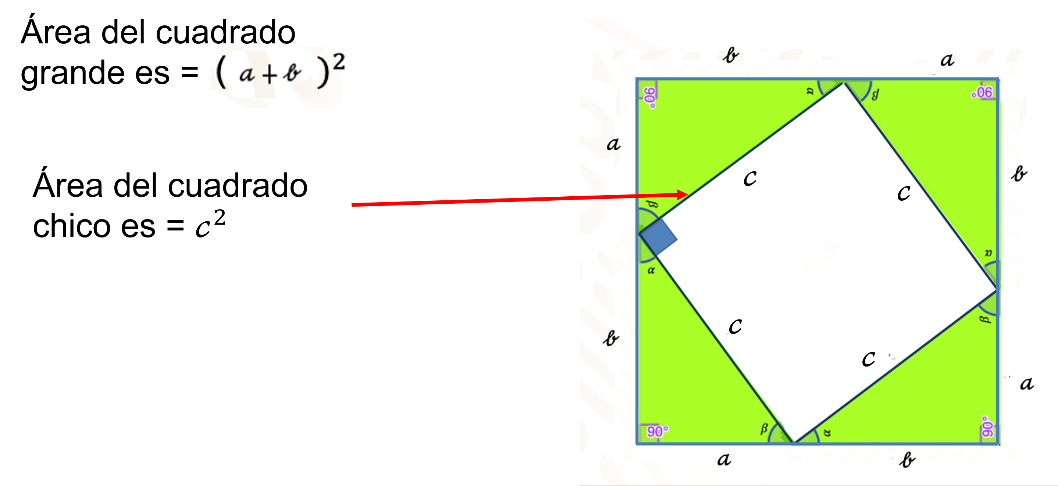 Área del cuadrado
grande es = ( a + b )²
Área del cuadrado
chico es = c²
b
a
90°
α
β
90°
a
c
c
b
β
α
α
β
b
c
c
a
90°
β
α
90°
a
b